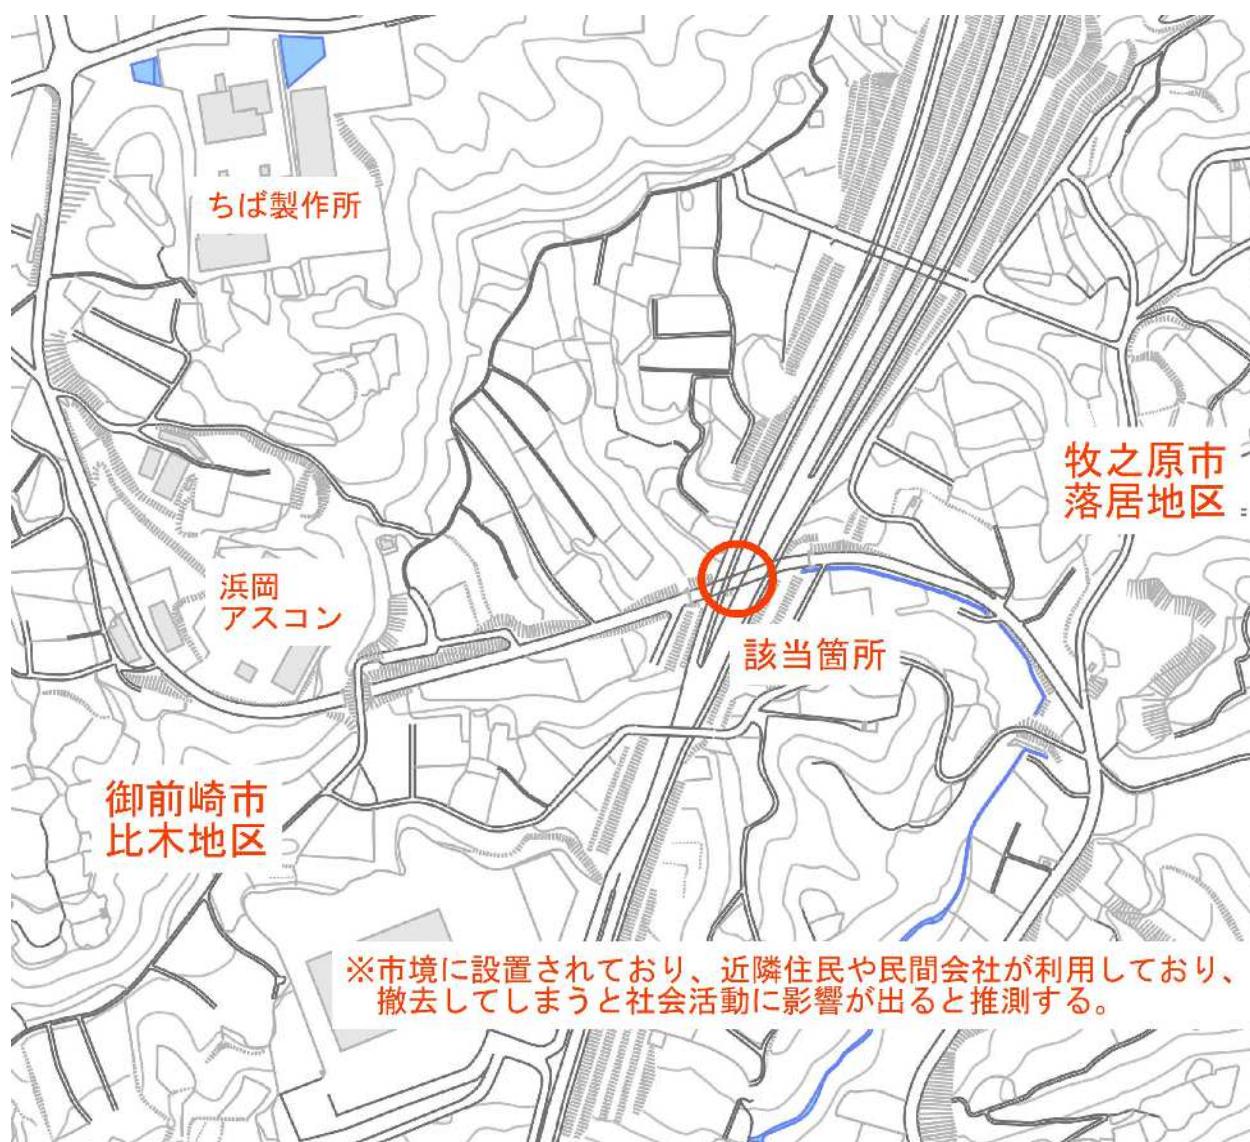 ちば製作所
牧之原市
落居地区
浜岡
アスコン
該当箇所
御前崎市
比木地区
※市境に設置されており、近隣住民や民間会社が利用しており、
撤去してしまうと社会活動に影響が出ると推測する。